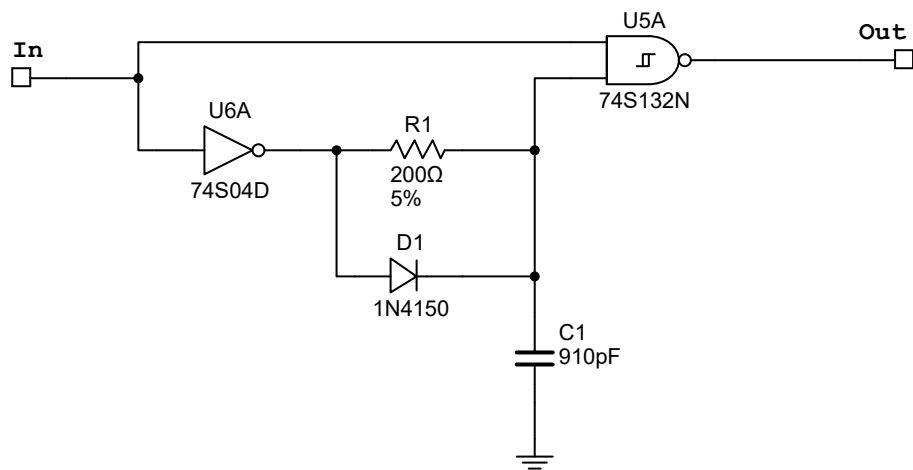 U5A
In
Out
74S132N
U6A
R1
74S04D
200Ω
5%
D1
1N4150
C1
910pF